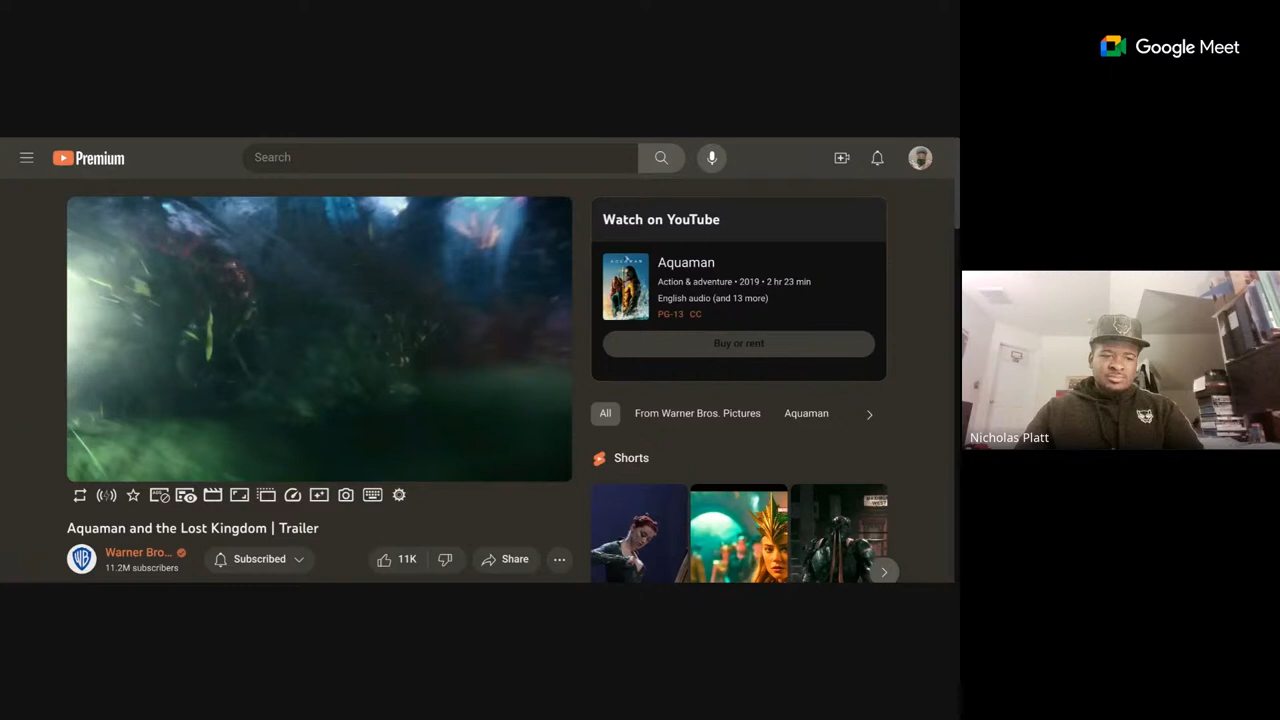 Google Meet
Premium
Search
Watch on YouTube
Aquaman
Action & adventure • 2019 • 2 hr 23 min
English audio (and 13 more)
PG-13 CC
Buy or rent
All
From Warner Bros. Pictures
Aquaman
Shorts
Aquaman and the Lost Kingdom | Trailer
Warner Bro...
11.2M subscribers
Subscribed
11K
Share
Nicholas Platt